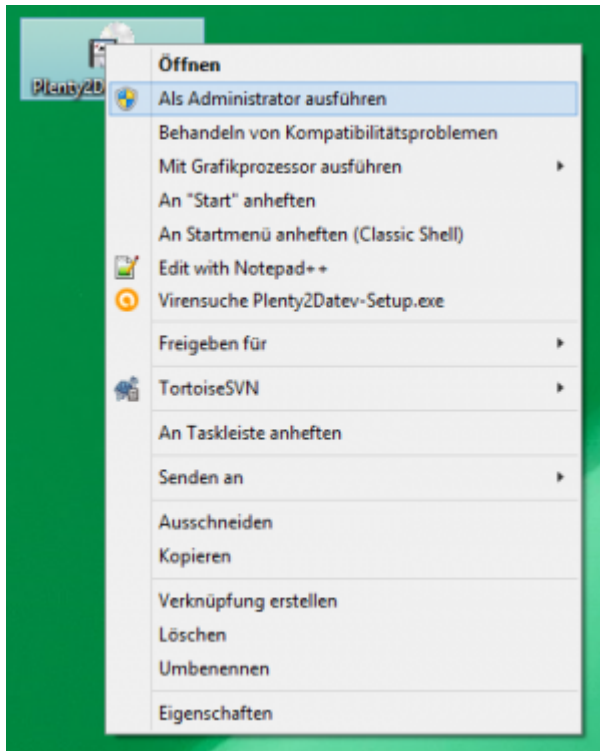 Plenty2D
Öffnen
Als Administrator ausführen
Behandeln von Kompatibilitätsproblemen
Mit Grafikprozessor ausführen
An "Start" anheften
An Startmenü anheften (Classic Shell)
Edit with Notepad++
Virensuche Plenty2Datev-Setup.exe
Freigeben für
TortoiseSVN
An Taskleiste anheften
Senden an
Ausschneiden
Kopieren
Verknüpfung erstellen
Löschen
Umbenennen
Eigenschaften